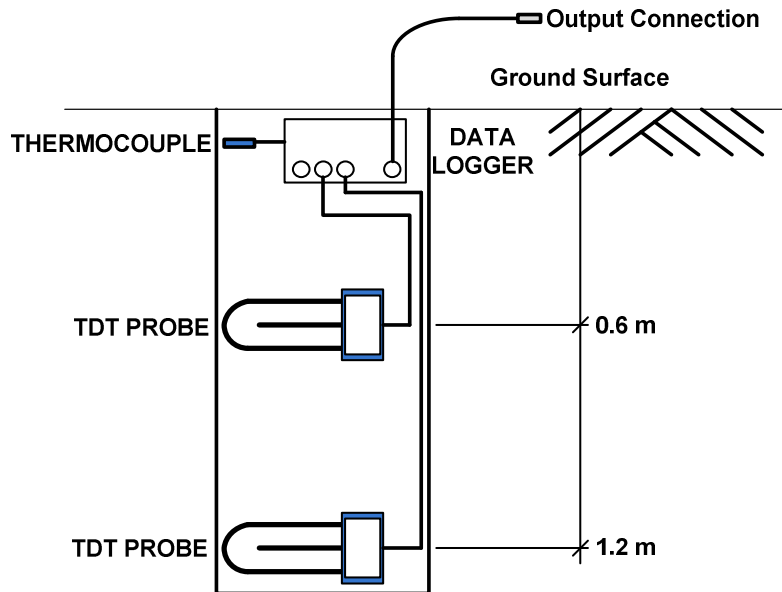 Output Connection
Ground Surface
THERMOCOUPLE
DATA
LOGGER
TDT PROBE
0.6 m
TDT PROBE
1.2 m